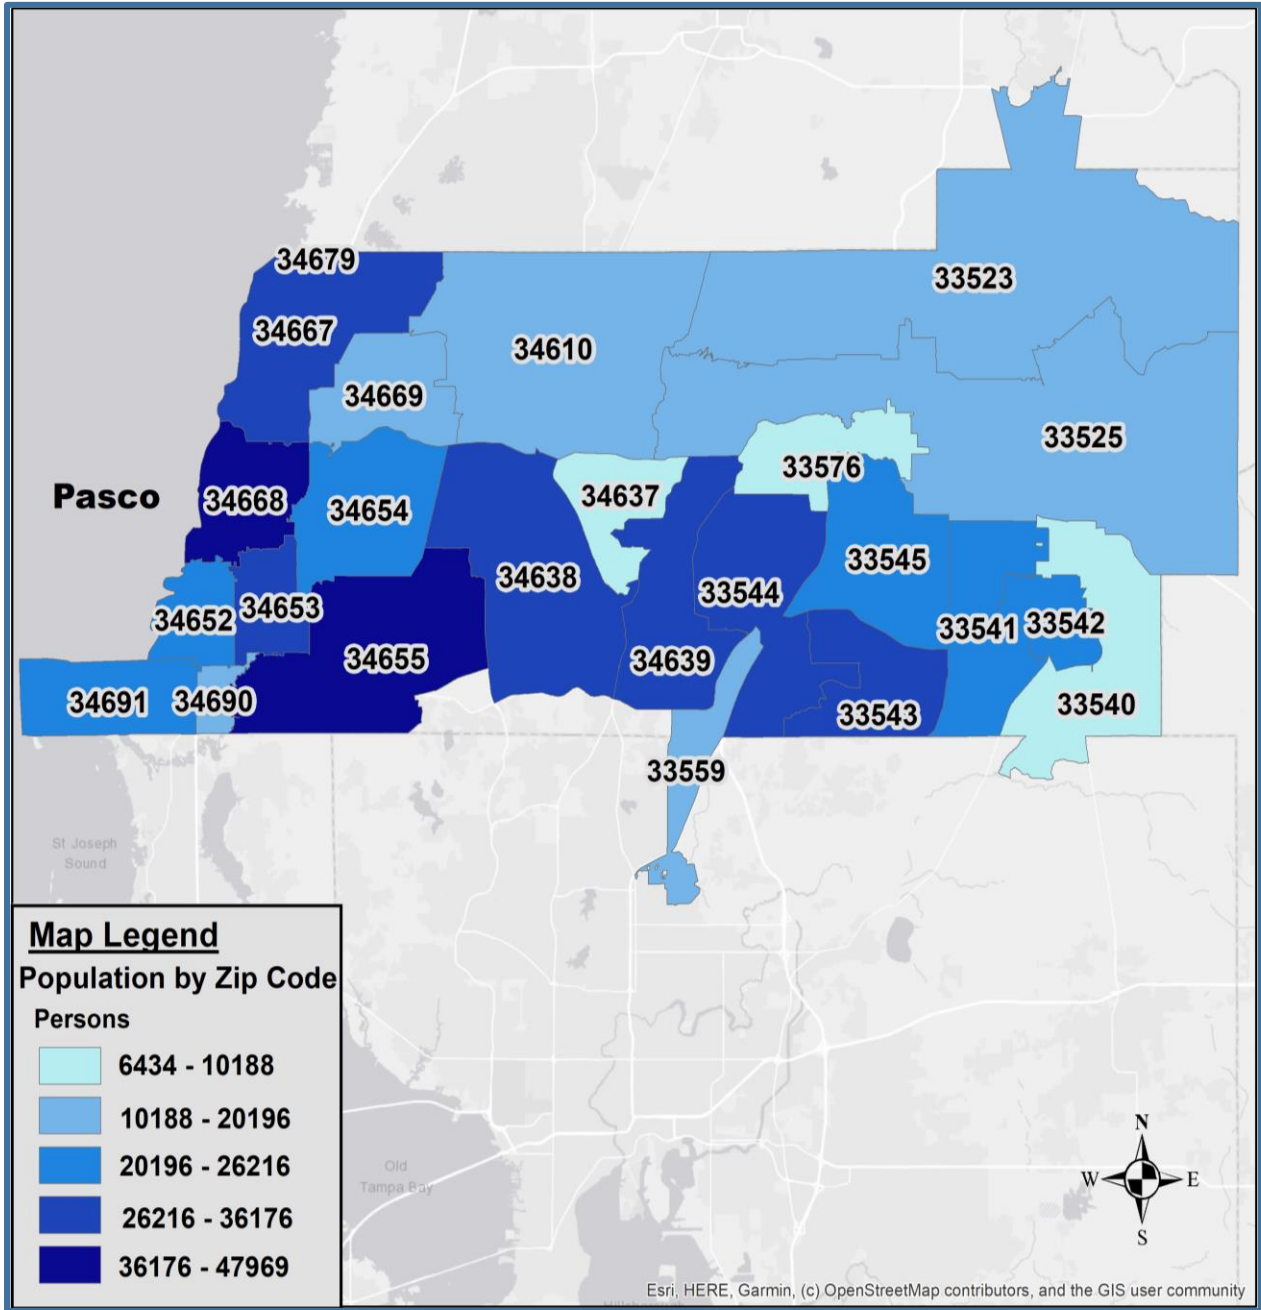 34679
33523
34667
34610
34669
33525
33576
Pasco
34668
34637
34654
33545
34638
33544
34653
34652
33541
33542
34655
34639
34691
34690
33540
33543
33559
St Joseph
Sound
Map Legend
Population by Zip Code
Persons
6434 - 10188
10188 - 20196
20196 - 26216
26216 - 36176
36176 - 47969
Old
Tampa Bay
N
W
E
S
Esri, HERE, Garmin, (c) OpenStreetMap contributors, and the GIS user community